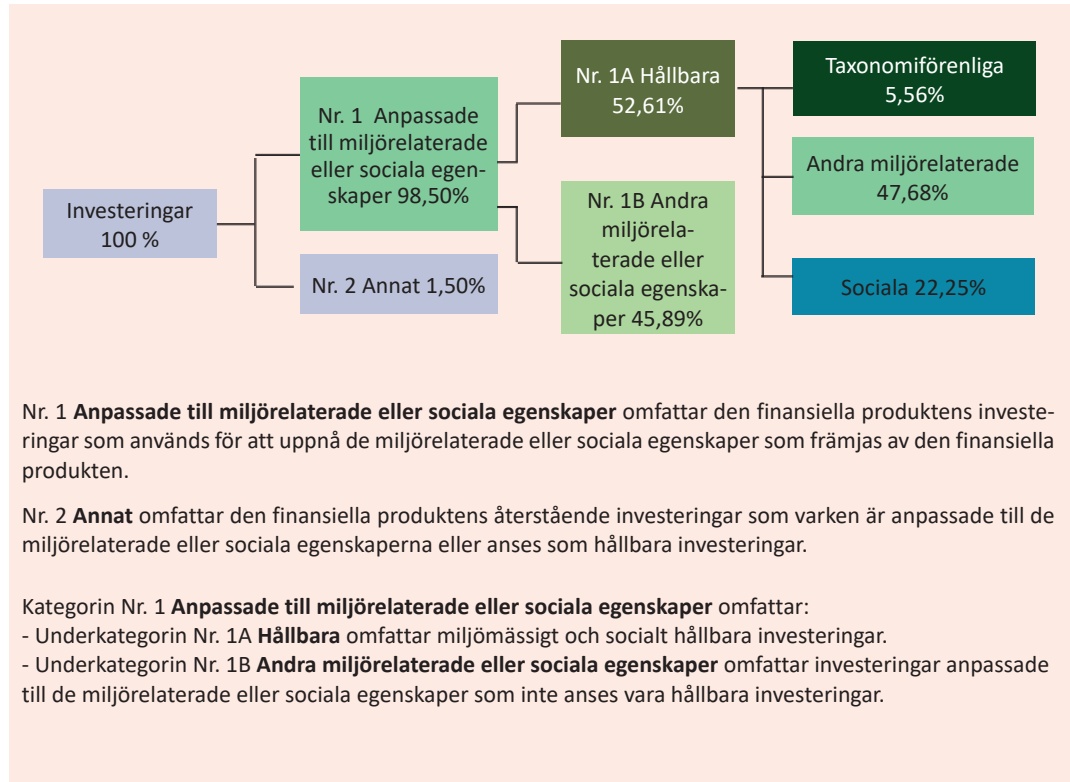 Investeringar
100 %
Nr. 1 Anpassade
till miljörelaterade
eller sociala egen-
skaper 98,50%
Nr. 2 Annat 1,50%
Nr. 1A Hållbara
52,61%
Nr. 1B Andra
miljörela-
terade eller
sociala egenska-
per 45,89%
Taxonomiförenliga
5,56%
Andra miljörelaterade
47,68%
Sociala 22,25%
Nr. 1 Anpassade till miljörelaterade eller sociala egenskaper omfattar den finansiella produktens investe-
ringar som används för att uppnå de miljörelaterade eller sociala egenskaper som främjas av den finansiella
produkten.
Nr. 2 Annat omfattar den finansiella produktens återstående investeringar som varken är anpassade till de
miljörelaterade eller sociala egenskaperna eller anses som hållbara investeringar.
Kategorin Nr. 1 Anpassade till miljörelaterade eller sociala egenskaper omfattar:
- Underkategorin Nr. 1A Hållbara omfattar miljömässigt och socialt hållbara investeringar.
- Underkategorin Nr. 1B Andra miljörelaterade eller sociala egenskaper omfattar investeringar anpassade
till de miljörelaterade eller sociala egenskaper som inte anses vara hållbara investeringar.